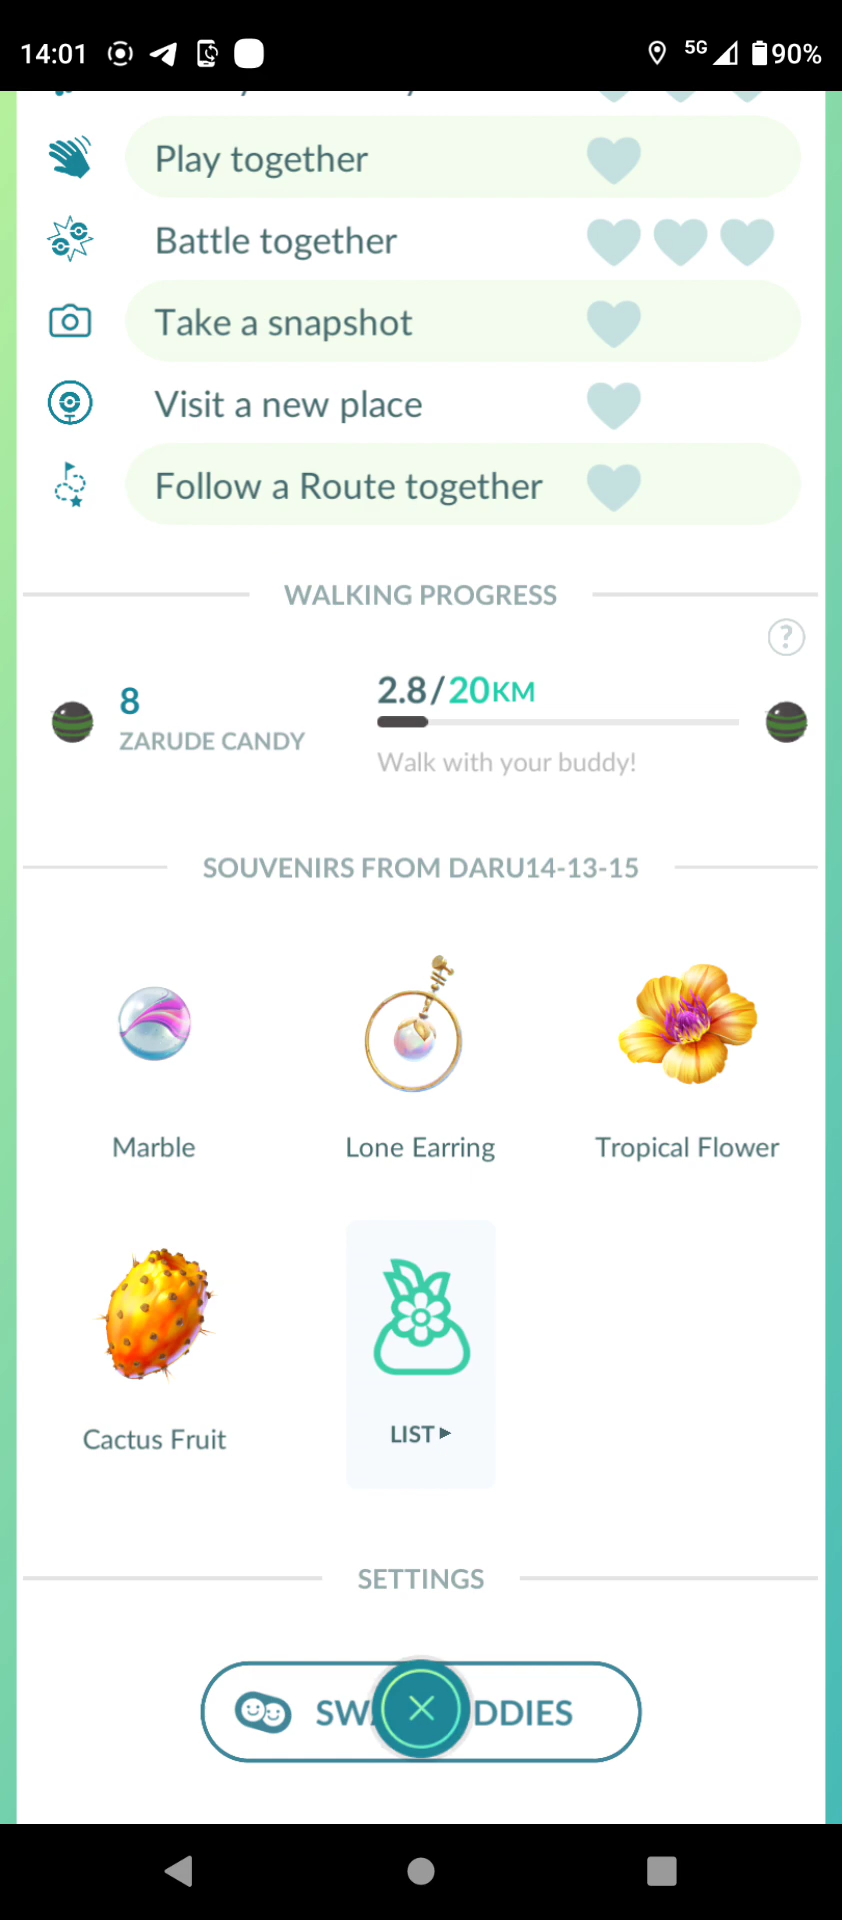 14:01
5G
90%
Play together
Battle together
Take a snapshot
Visit a new place
Follow a Route together
WALKING PROGRESS
?
8
ZARUDE CANDY
2.8/20KM
Walk with your buddy!
SOUVENIRS FROM DARU14-13-15
Marble
Lone Earring
Tropical Flower
Cactus Fruit
LIST
SETTINGS